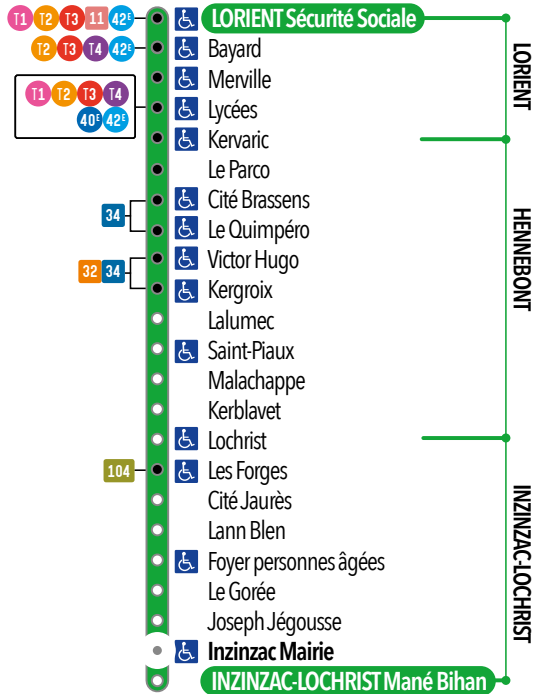 T1 T2 T3 11 42E LORIENT Sécurité Sociale
T2 T3 T4 42E Bayard
Merville
T1 T2 T3 T4 Lycées
40E 42E
Kervaric
Le Parco
Cité Brassens
34
Le Quimpéro
Victor Hugo
32 34
Kergroix
Lalumec
Saint-Piaux
Malachappe
Kerblavet
Lochrist
104 Les Forges
Cité Jaurès
Lann Blen
Foyer personnes âgées
Le Gorée
Joseph Jégousse
Inzinzac Mairie
INZINZAC-LOCHRIST Mané Bihan
LORIENT
HENNEBONT
INZINZAC-LOCHRIST